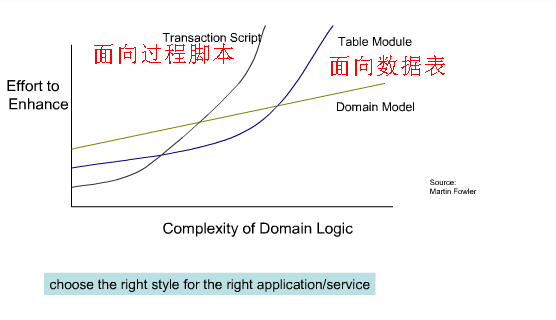 Transaction Script
面向过程脚本
Table Module
面向数据表
Effort to
Enhance
Domain Model
Source:
Martin Fowler
Complexity of Domain Logic
choose the right style for the right application/service